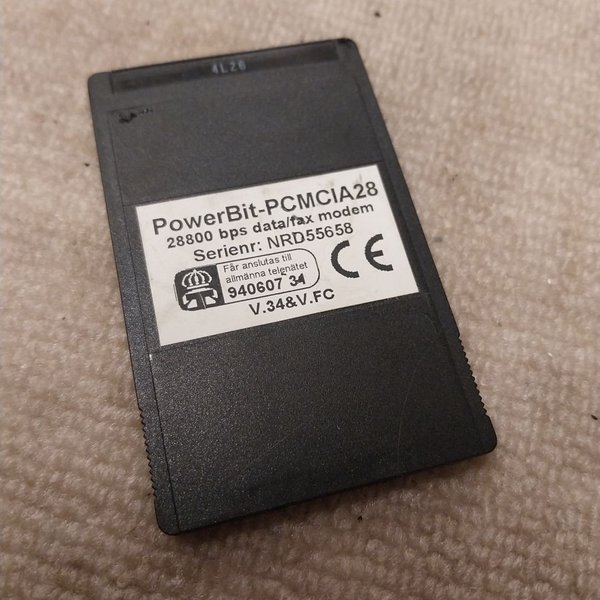 4L28
PowerBit-PCMCIA28
28800 bps data/fax modem
Serienr: NRD55658
Får anslutas till
allmänna telenätet
940607 34
CE
V.34&V.FC